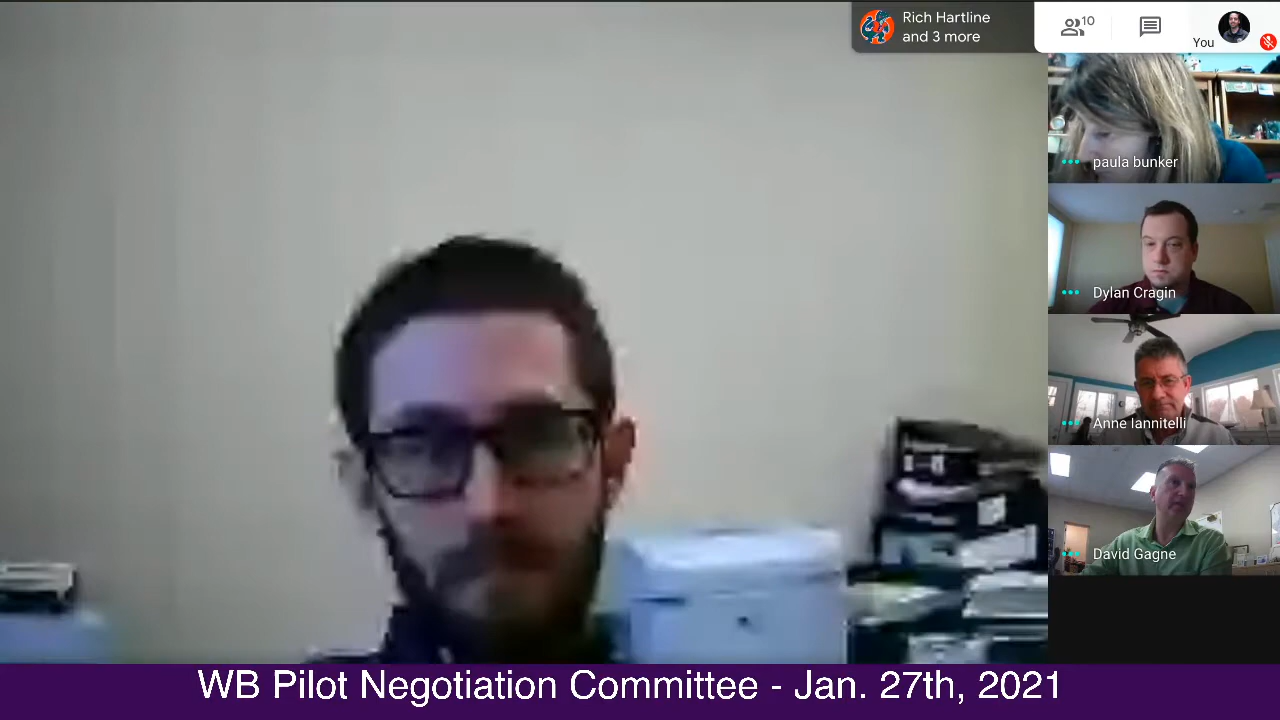 Rich Hartline
and 3 more
10
You
paula bunker
Dylan Cragin
Anne Iannitelli
David Gagne
WB Pilot Negotiation Committee - Jan. 27th, 2021